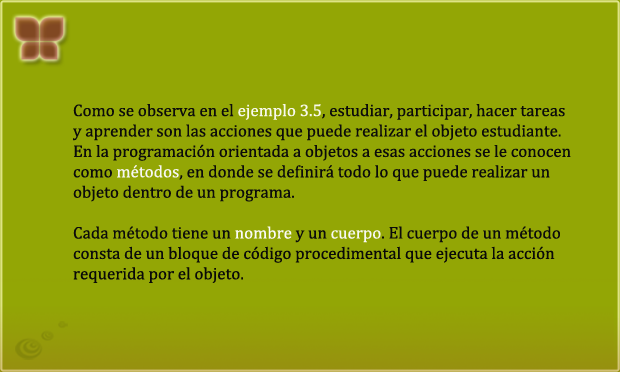 Como se observa en el ejemplo 3.5, estudiar, participar, hacer tareas
y aprender son las acciones que puede realizar el objeto estudiante.
En la programación orientada a objetos a esas acciones se le conocen
como métodos, en donde se definirá todo lo que puede realizar un
objeto dentro de un programa.
Cada método tiene un nombre y un cuerpo. El cuerpo de un método
consta de un bloque de código procedimental que ejecuta la acción
requerida por el objeto.